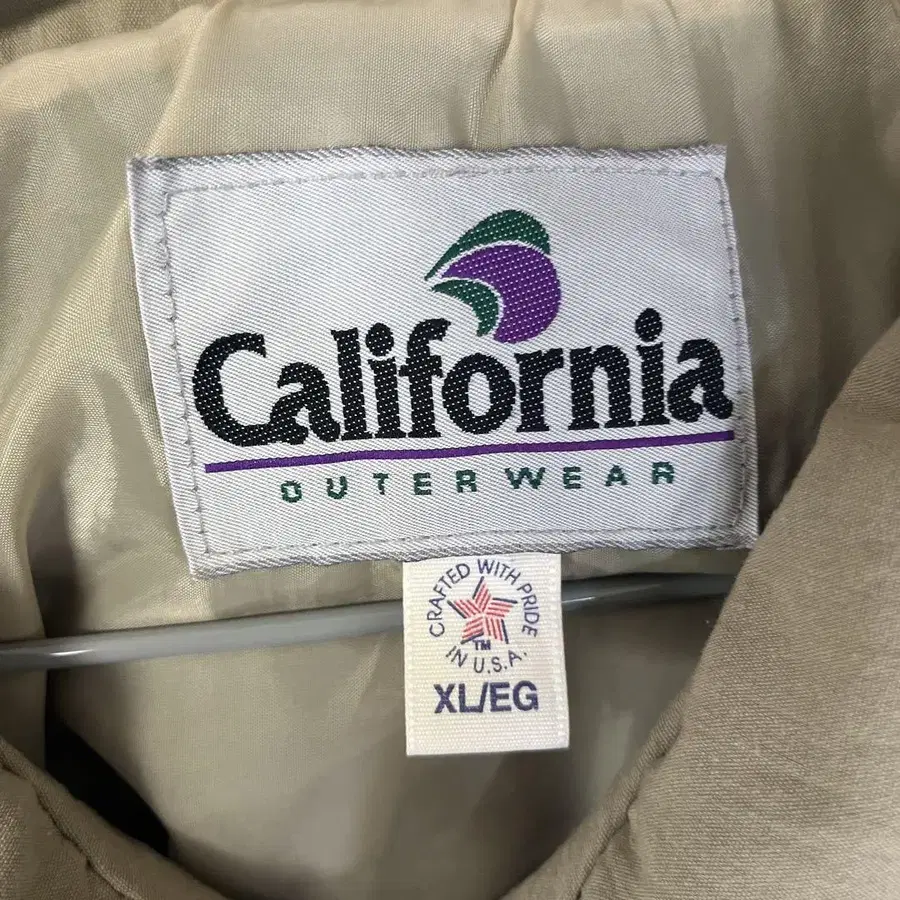 California
OUTERWEAR
CRAFTED WITH PRIDE
TM
IN U.S.A.
XL/EG